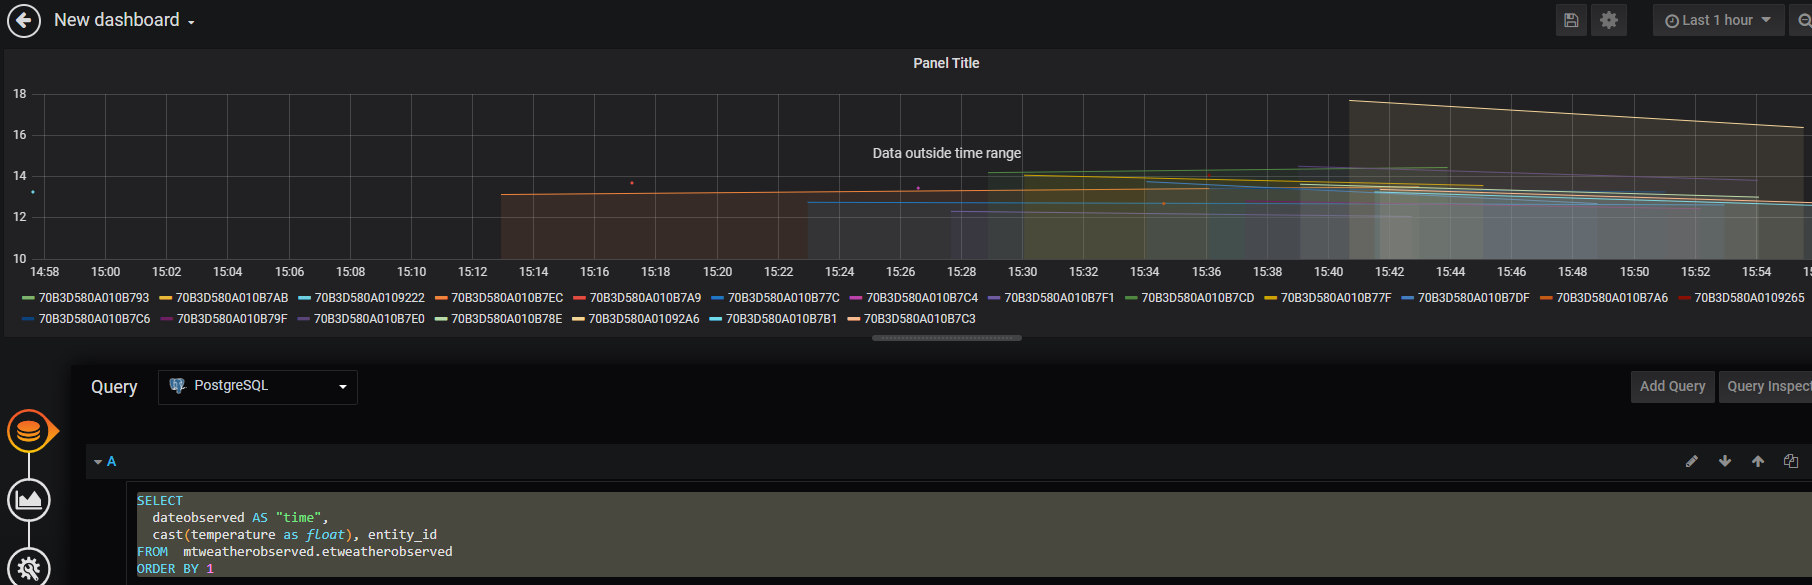 New dashboard
Last 1 hour
Panel Title
18
16
14
12
10
Data outside time range
14:58 15:00 15:02 15:04 15:06 15:08 15:10 15:12 15:14 15:16 15:18 15:20 15:22 15:24 15:26 15:28 15:30 15:32 15:34 15:36 15:38 15:40 15:42 15:44 15:46 15:48 15:50 15:52 15:54
70B3D580A010B793 70B3D580A010B7AB 70B3D580A0109222 70B3D580A010B7EC 70B3D580A010B7A9 70B3D580A010B77C 70B3D580A010B7C4 70B3D580A010B7F1 70B3D580A010B7CD 70B3D580A010B77F 70B3D580A010B7DF 70B3D580A010B7A6 70B3D580A0109265
70B3D580A010B7C6 70B3D580A010B79F 70B3D580A010B7E0 70B3D580A010B78E 70B3D580A01092A6 70B3D580A010B7B1 70B3D580A010B7C3
Query PostgreSQL Add Query Query Inspect
A
SELECT
dateobserved AS "time",
cast(temperature as float), entity_id
FROM mtweatherobserved.etweatherobserved
ORDER BY 1